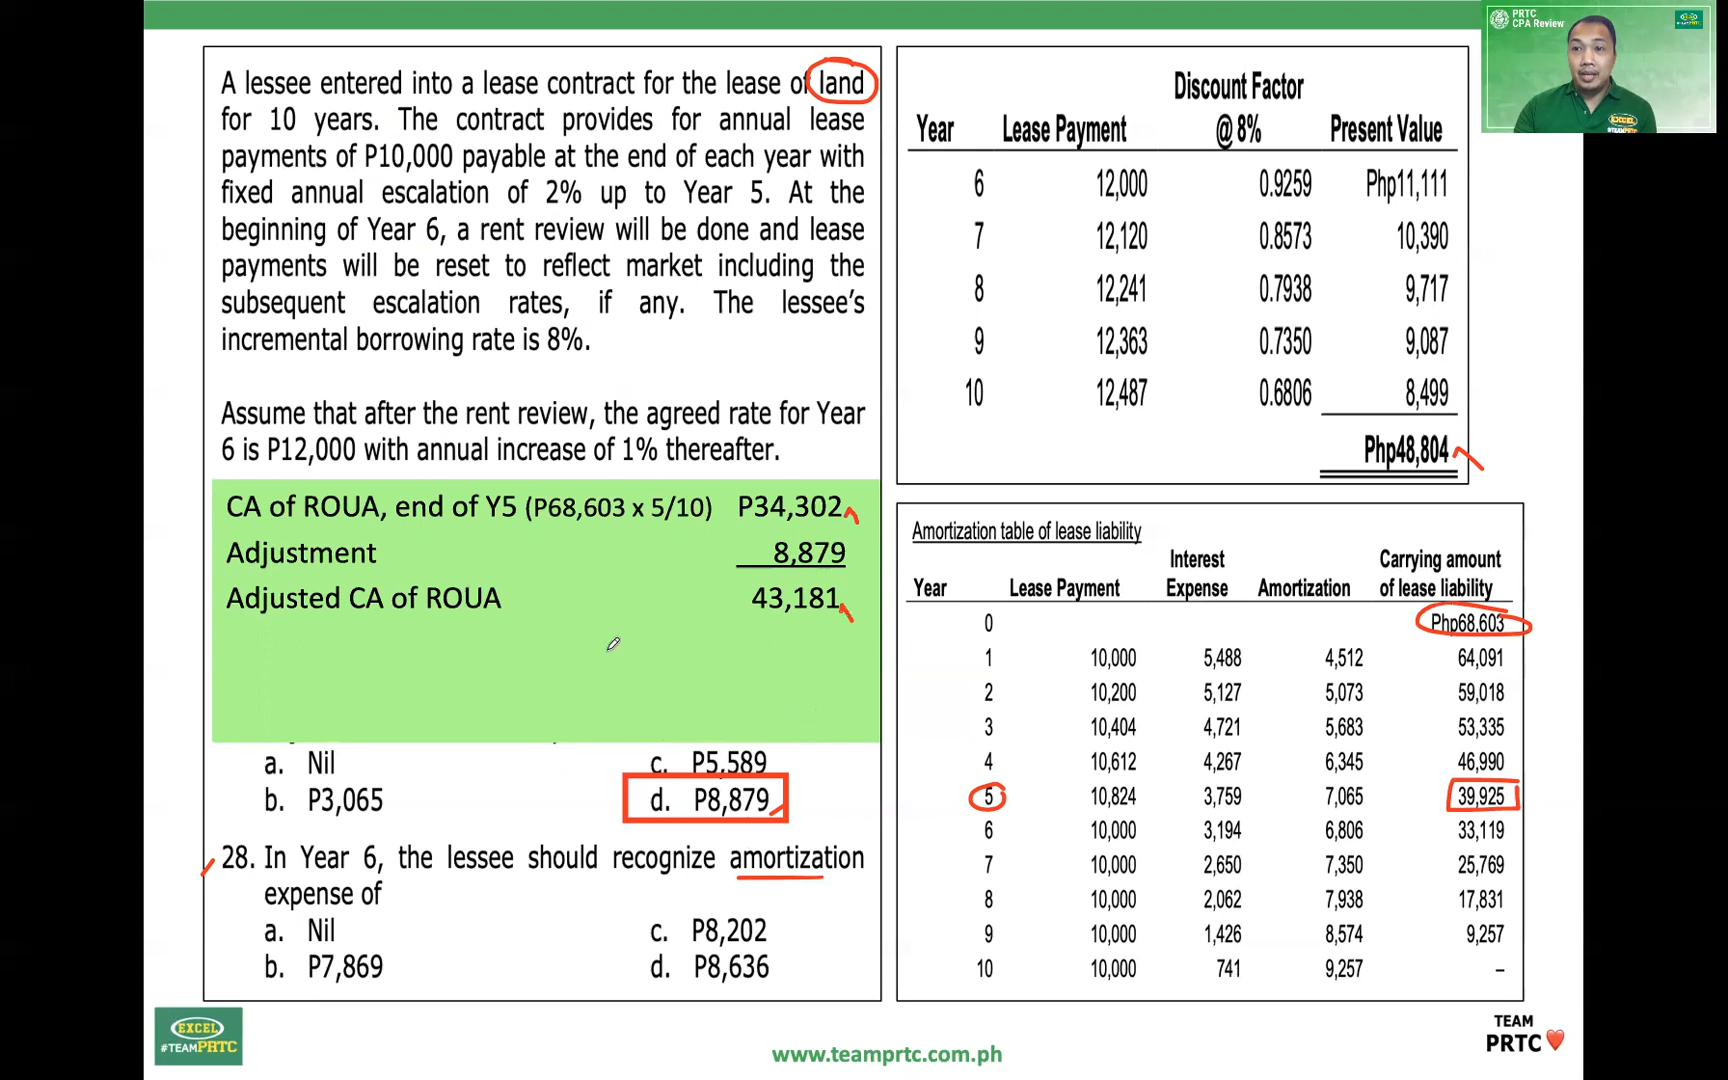 A lessee entered into a lease contract for the lease of land
for 10 years. The contract provides for annual lease
payments of P10,000 payable at the end of each year with
fixed annual escalation of 2% up to Year 5. At the
beginning of Year 6, a rent review will be done and lease
payments will be reset to reflect market including the
subsequent escalation rates, if any. The lessee's
incremental borrowing rate is 8%.
Assume that after the rent review, the agreed rate for Year
6 is P12,000 with annual increase of 1% thereafter.
CA of ROUA, end of Y5 (P68,603 x 5/10) P34,302
Adjustment 8,879
Adjusted CA of ROUA 43,181
a. Nil c. P5,589
b. P3,065 d. P8,879
28. In Year 6, the lessee should recognize amortization
expense of
a. Nil c. P8,202
b. P7,869 d. P8,636
Discount Factor
Year Lease Payment @ 8% Present Value
6 12,000 0.9259 Php11,111
7 12,120 0.8573 10,390
8 12,241 0.7938 9,717
9 12,363 0.7350 9,087
10 12,487 0.6806 8,499
Php48,804
Amortization table of lease liability
Interest Carrying amount
Year Lease Payment Expense Amortization of lease liability
0 Php68,603
1 10,000 5,488 4,512 64,091
2 10,200 5,127 5,073 59,018
3 10,404 4,721 5,683 53,335
4 10,612 4,267 6,345 46,990
5 10,824 3,759 7,065 39,925
6 10,000 3,194 6,806 33,119
7 10,000 2,650 7,350 25,769
8 10,000 2,062 7,938 17,831
9 10,000 1,426 8,574 9,257
10 10,000 741 9,257 –
PRTC
CPA Review
EXCEL
EXCEL
#TEAMPRTC
www.teamprtc.com.ph
TEAM
PRTC